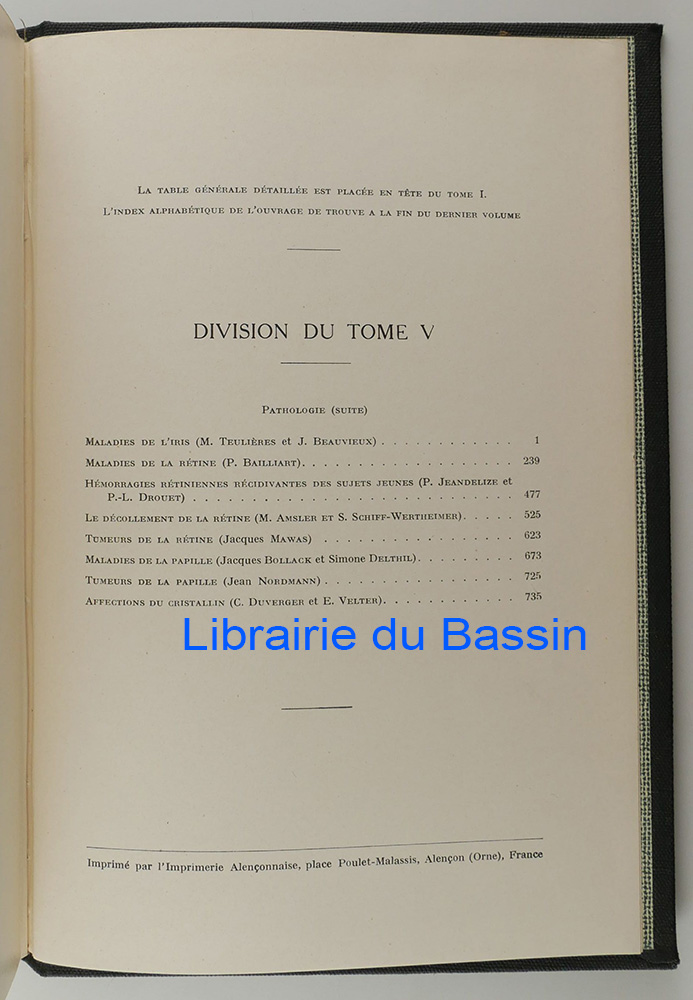 La table générale détaillée est placée en tête du tome I.
L'index alphabétique de l'ouvrage de trouve a la fin du dernier volume
DIVISION DU TOME V
Pathologie (suite)
Maladies de l'iris (M. Teulières et J. Beauvieux) . . . . . . . . . . . . 1
Maladies de la rétine (P. Bailliart). . . . . . . . . . . . . . . . . . 239
Hémorragies rétiniennes récidivantes des sujets jeunes (P. Jeandelize et
P.-L. Drouet) . . . . . . . . . . . . . . . . . . . . . . . . . . 477
Le décollement de la rétine (M. Amsler et S. Schiff-Wertheimer). . . . . 525
Tumeurs de la rétine (Jacques Mawas) . . . . . . . . . . . . . . . . . 623
Maladies de la papille (Jacques Bollack et Simone Delthil). . . . . . . . 673
Tumeurs de la papille (Jean Nordmann) . . . . . . . . . . . . . . . . 725
Affections du cristallin (C. Duverger et E. Velter). . . . . . . . . . . 735
Librairie du Bassin
Imprimé par l'Imprimerie Alençonnaise, place Poulet-Malassis, Alençon (Orne), France